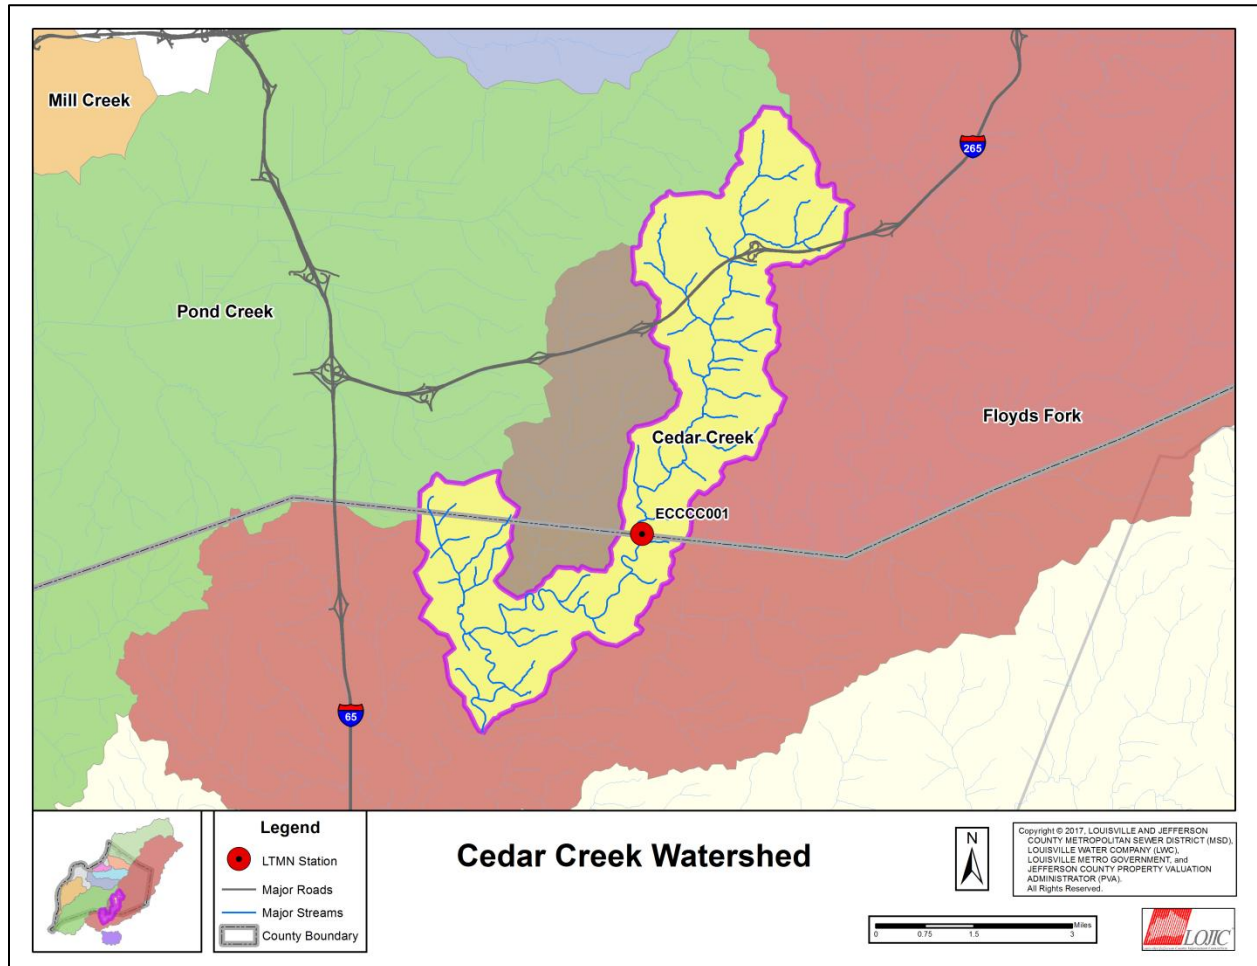 Mill Creek
265
Pond Creek
Floyds Fork
Cedar Creek
ECCCC001
65
Legend
LTMN Station
Major Roads
Major Streams
County Boundary
Cedar Creek Watershed
N
Copyright © 2017, LOUISVILLE AND JEFFERSON
COUNTY METROPOLITAN SEWER DISTRICT (MSD),
LOUISVILLE WATER COMPANY (LWC),
LOUISVILLE METRO GOVERNMENT, and
JEFFERSON COUNTY PROPERTY VALUATION
ADMINISTRATOR (PVA).
All Rights Reserved.
Miles
0 0.75 1.5 3
LOJIC